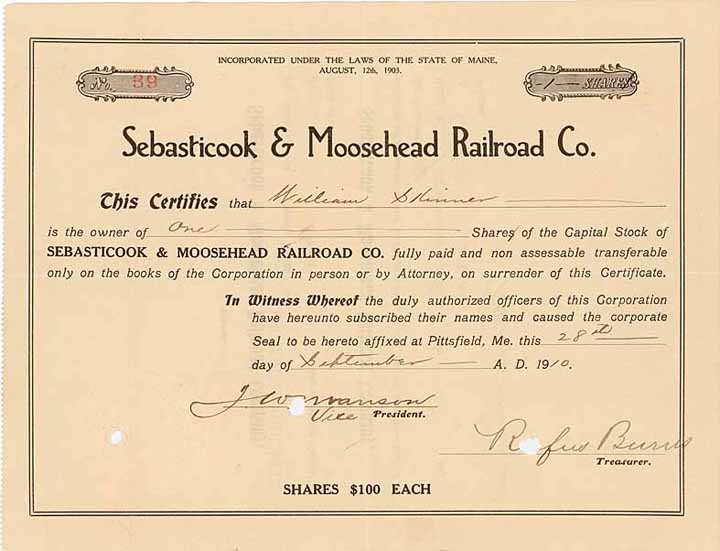 INCORPORATED UNDER THE LAWS OF THE STATE OF MAINE,
AUGUST, 12th, 1903.
No. 39
-1- SHARES
Sebasticook & Moosehead Railroad Co.
This Certifies that William Skinner
is the owner of One Shares of the Capital Stock of
SEBASTICOOK & MOOSEHEAD RAILROAD CO. fully paid and non assessable transferable
only on the books of the Corporation in person or by Attorney, on surrender of this Certificate.
In Witness Whereof the duly authorized officers of this Corporation
have hereunto subscribed their names and caused the corporate
Seal to be hereto affixed at Pittsfield, Me. this 28th
day of September A. D. 1910.
Vice President.
Rufus Burns
Treasurer.
SHARES $100 EACH